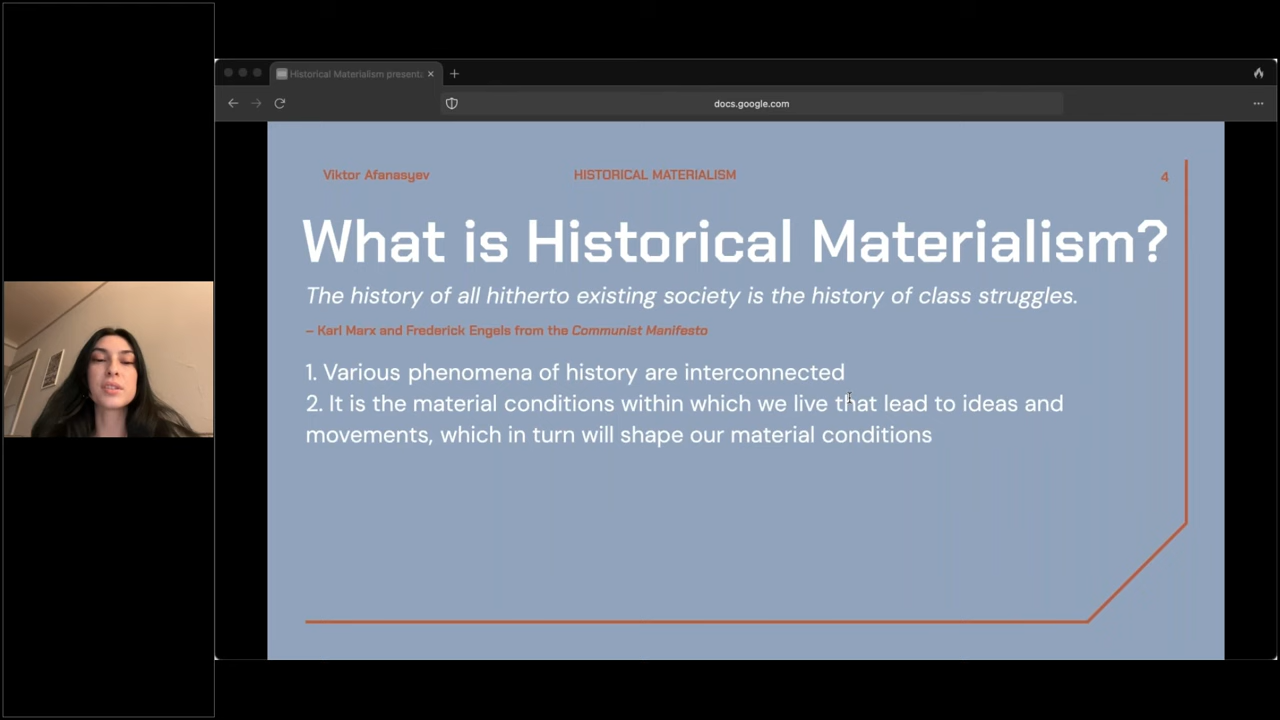 Historical Materialism present
docs.google.com
Viktor Afanasyev
HISTORICAL MATERIALISM
4
What is Historical Materialism?
The history of all hitherto existing society is the history of class struggles.
– Karl Marx and Frederick Engels from the Communist Manifesto
1. Various phenomena of history are interconnected
2. It is the material conditions within which we live that lead to ideas and
movements, which in turn will shape our material conditions